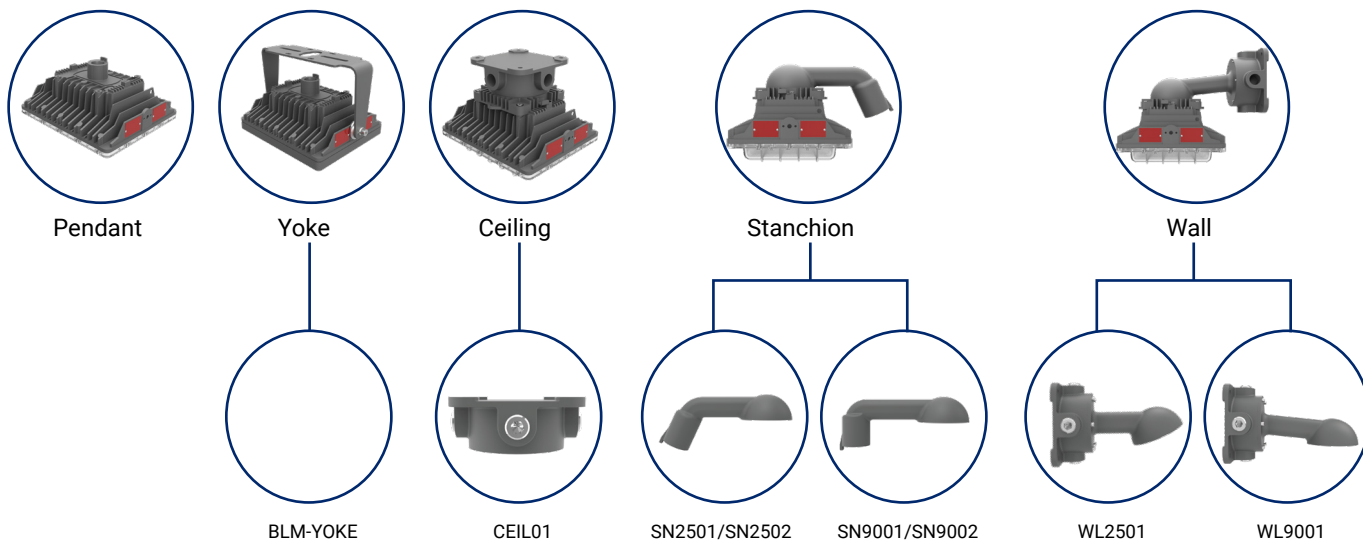 Pendant
Yoke
Ceiling
Stanchion
Wall
BLM-YOKE
CEIL01
SN2501/SN2502
SN9001/SN9002
WL2501
WL9001